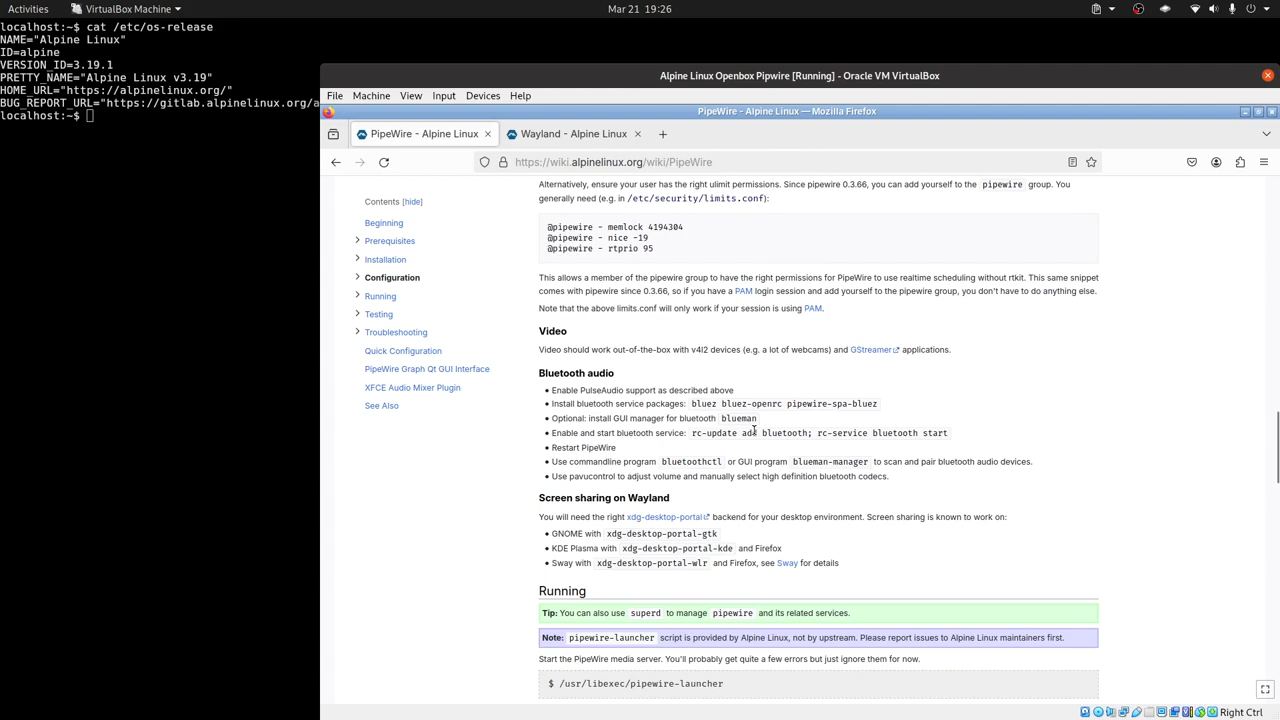 Activities VirtualBox Machine Mar 21 19:26
localhost:~$ cat /etc/os-release
NAME="Alpine Linux"
ID=alpine
VERSION_ID=3.19.1
PRETTY_NAME="Alpine Linux v3.19"
HOME_URL="https://alpinelinux.org/"
BUG_REPORT_URL="https://gitlab.alpinelinux.org/a
localhost:~$
Alpine Linux Openbox Pipwire [Running] - Oracle VM VirtualBox
File Machine View Input Devices Help
PipeWire - Alpine Linux — Mozilla Firefox
PipeWire - Alpine Linux Wayland - Alpine Linux
https://wiki.alpinelinux.org/wiki/PipeWire
Contents [hide]
Beginning
Prerequisites
Installation
Configuration
Running
Testing
Troubleshooting
Quick Configuration
PipeWire Graph Qt GUI Interface
XFCE Audio Mixer Plugin
See Also
Alternatively, ensure your user has the right ulimit permissions. Since pipewire 0.3.66, you can add yourself to the pipewire group. You
generally need (e.g. in /etc/security/limits.conf):
@pipewire - memlock 4194304
@pipewire - nice -19
@pipewire - rtprio 95
This allows a member of the pipewire group to have the right permissions for PipeWire to use realtime scheduling without rtkit. This same snippet
comes with pipewire since 0.3.66, so if you have a PAM login session and add yourself to the pipewire group, you don't have to do anything else.
Note that the above limits.conf will only work if your session is using PAM.
Video
Video should work out-of-the-box with v4l2 devices (e.g. a lot of webcams) and GStreamer applications.
Bluetooth audio
• Enable PulseAudio support as described above
• Install bluetooth service packages: bluez bluez-openrc pipewire-spa-bluez
• Optional: install GUI manager for bluetooth blueman
• Enable and start bluetooth service: rc-update add bluetooth; rc-service bluetooth start
• Restart PipeWire
• Use commandline program bluetoothctl or GUI program blueman-manager to scan and pair bluetooth audio devices.
• Use pavucontrol to adjust volume and manually select high definition bluetooth codecs.
Screen sharing on Wayland
You will need the right xdg-desktop-portal backend for your desktop environment. Screen sharing is known to work on:
• GNOME with xdg-desktop-portal-gtk
• KDE Plasma with xdg-desktop-portal-kde and Firefox
• Sway with xdg-desktop-portal-wlr and Firefox, see Sway for details
Running
Tip: You can also use superd to manage pipewire and its related services.
Note: pipewire-launcher script is provided by Alpine Linux, not by upstream. Please report issues to Alpine Linux maintainers first.
Start the PipeWire media server. You'll probably get quite a few errors but just ignore them for now.
$ /usr/libexec/pipewire-launcher
Right Ctrl